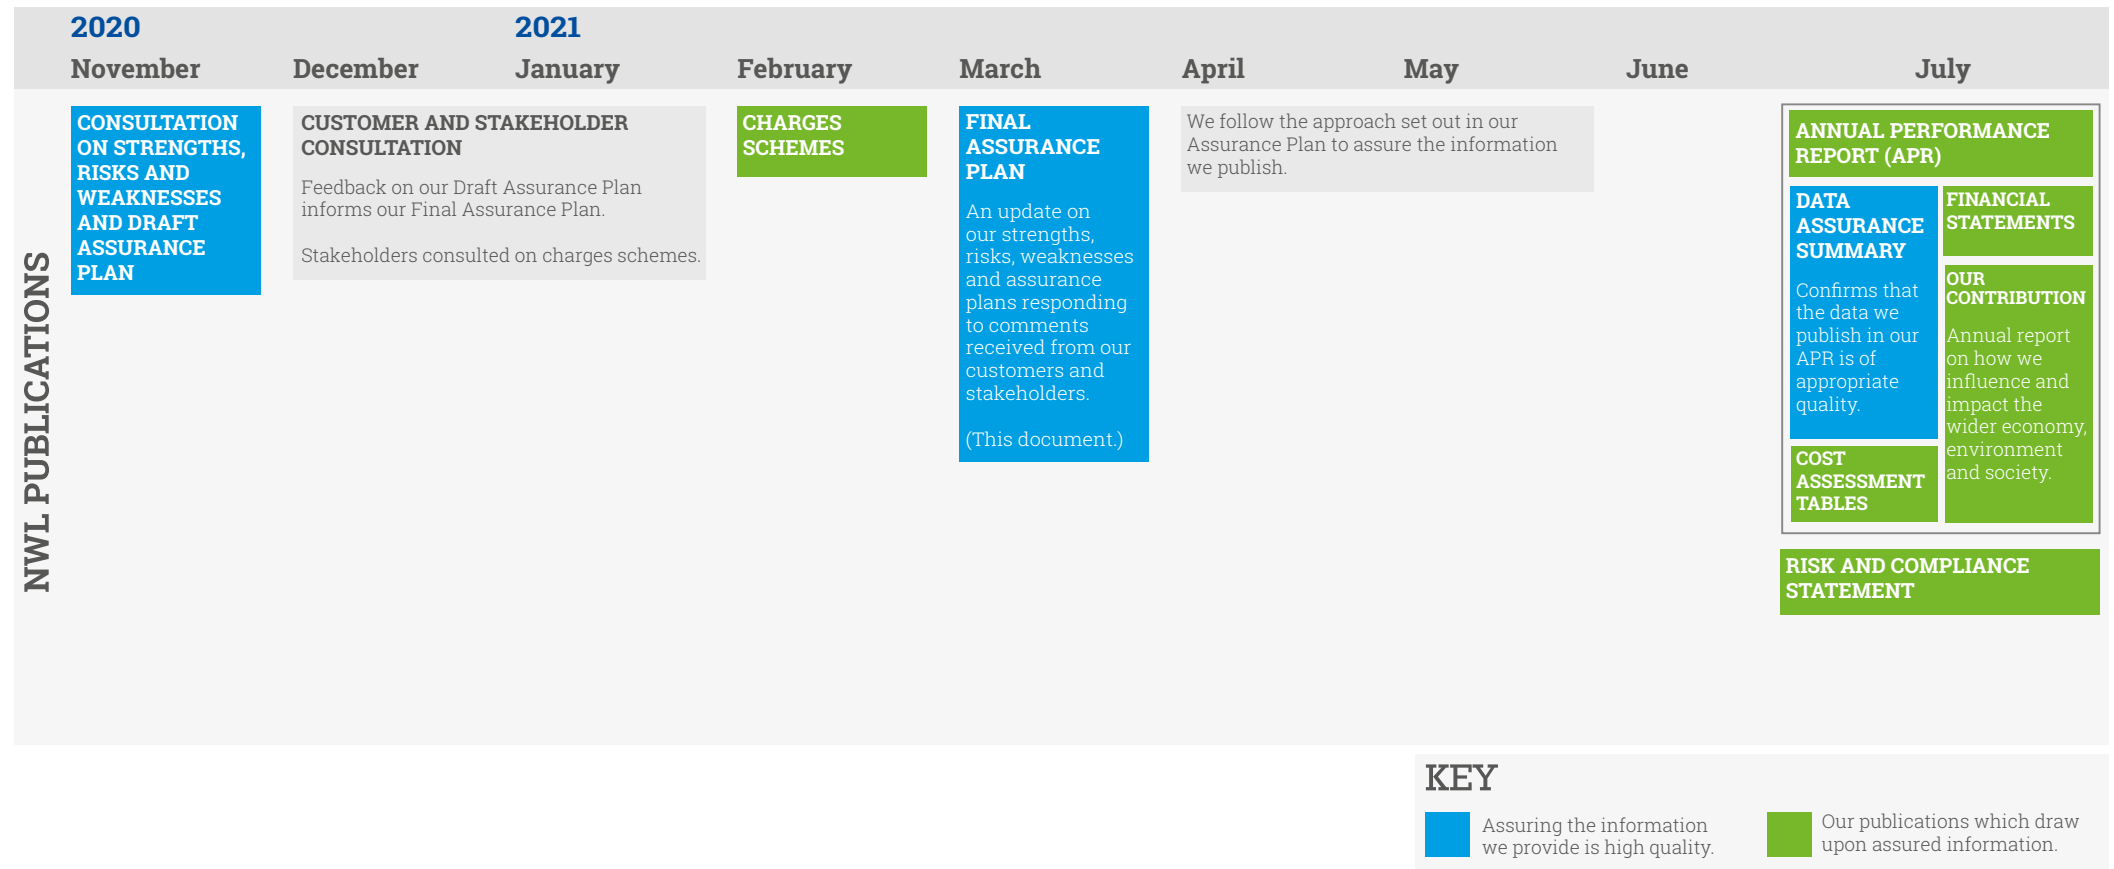 2020
2021
November
December
January
February
March
April
May
June
July
NWL PUBLICATIONS
CONSULTATION
ON STRENGTHS,
RISKS AND
WEAKNESSES
AND DRAFT
ASSURANCE
PLAN
CUSTOMER AND STAKEHOLDER
CONSULTATION
Feedback on our Draft Assurance Plan
informs our Final Assurance Plan.
Stakeholders consulted on charges schemes.
CHARGES
SCHEMES
FINAL
ASSURANCE
PLAN
An update on
our strengths,
risks, weaknesses
and assurance
plans responding
to comments
received from our
customers and
stakeholders.
(This document.)
We follow the approach set out in our
Assurance Plan to assure the information
we publish.
ANNUAL PERFORMANCE
REPORT (APR)
DATA
ASSURANCE
SUMMARY
Confirms that
the data we
publish in our
APR is of
appropriate
quality.
COST
ASSESSMENT
TABLES
FINANCIAL
STATEMENTS
OUR
CONTRIBUTION
Annual report
on how we
influence and
impact the
wider economy,
environment
and society.
RISK AND COMPLIANCE
STATEMENT
KEY
Assuring the information
we provide is high quality.
Our publications which draw
upon assured information.